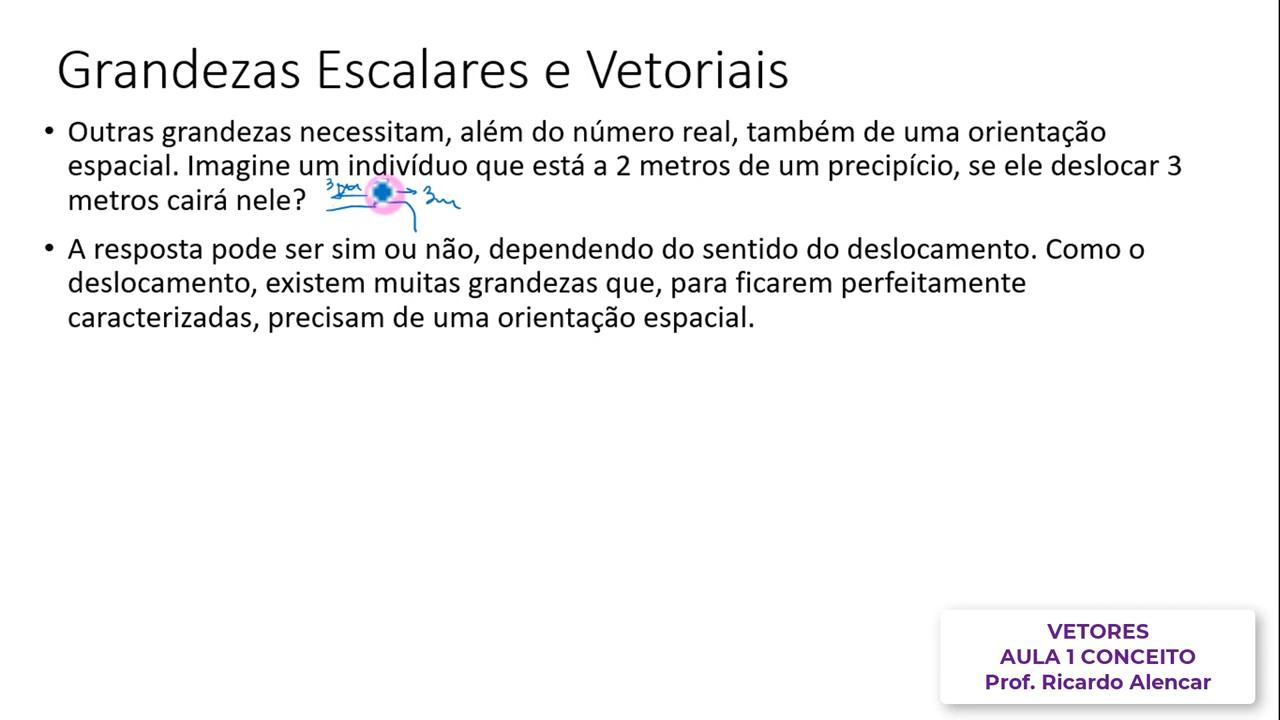 Grandezas Escalares e Vetoriais
• Outras grandezas necessitam, além do número real, também de uma orientação
espacial. Imagine um indivíduo que está a 2 metros de um precipício, se ele deslocar 3
metros cairá nele?
3m
• A resposta pode ser sim ou não, dependendo do sentido do deslocamento. Como o
deslocamento, existem muitas grandezas que, para ficarem perfeitamente
caracterizadas, precisam de uma orientação espacial.
VETORES
AULA 1 CONCEITO
Prof. Ricardo Alencar